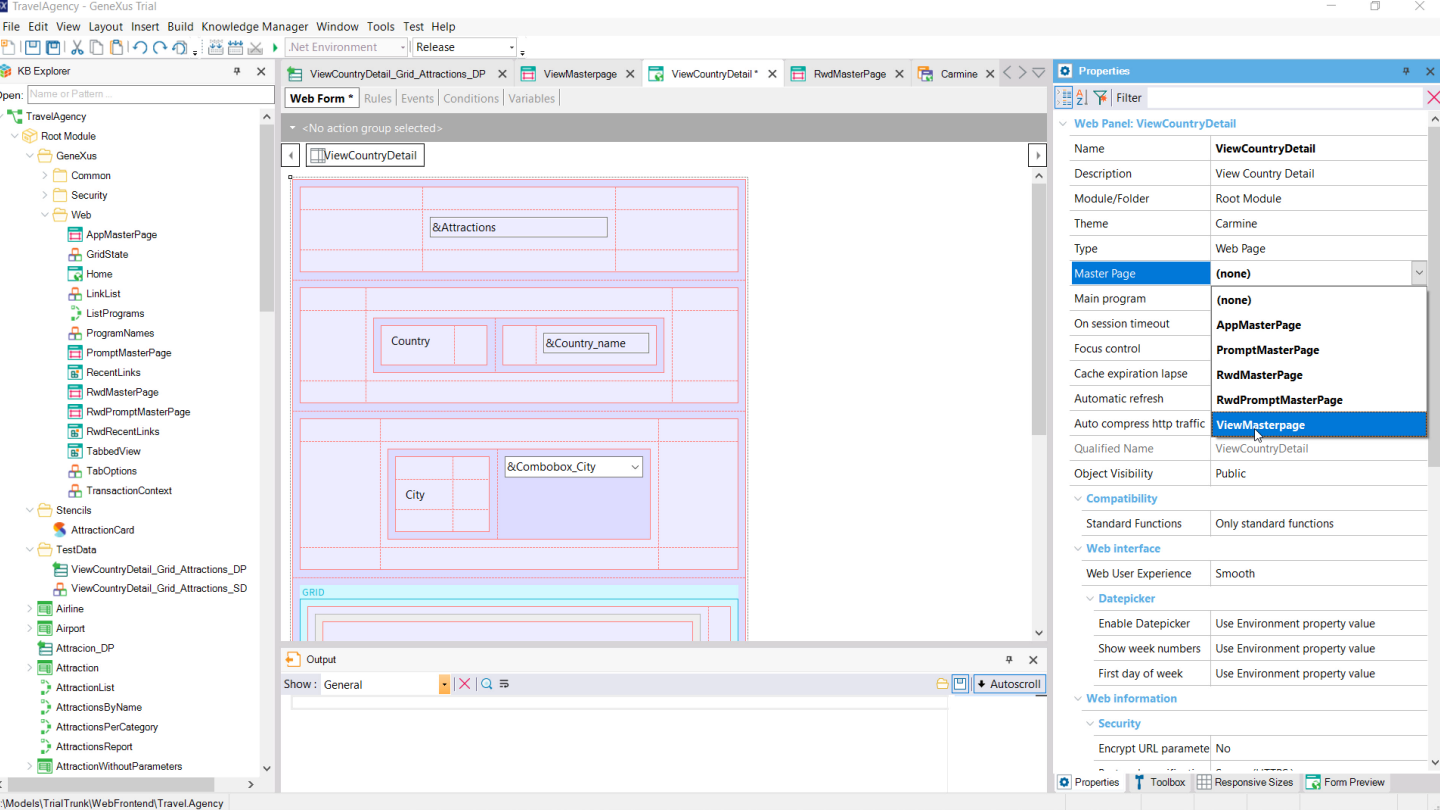 TravelAgency - GeneXus Trial
File Edit View Layout Insert Build Knowledge Manager Window Tools Test Help
.Net Environment Release
KB Explorer
Open: Name or Pattern ...
TravelAgency
Root Module
GeneXus
Common
Security
Web
AppMasterPage
GridState
Home
LinkList
ListPrograms
ProgramNames
PromptMasterPage
RecentLinks
RwdMasterPage
RwdPromptMasterPage
RwdRecentLinks
TabbedView
TabOptions
TransactionContext
Stencils
AttractionCard
TestData
ViewCountryDetail_Grid_Attractions_DP
ViewCountryDetail_Grid_Attractions_SD
Airline
Airport
Attracion_DP
Attraction
AttractionList
AttractionsByName
AttractionsPerCategory
AttractionsReport
AttractionWithoutParameters
ViewCountryDetail_Grid_Attractions_DP ViewMasterpage ViewCountryDetail * RwdMasterPage Carmine
Web Form * Rules Events Conditions Variables
<No action group selected>
ViewCountryDetail
&Attractions
Country &Country_name
&Combobox_City
City
GRID
Output
Show : General Autoscroll
Properties
Filter
Web Panel: ViewCountryDetail
Name ViewCountryDetail
Description View Country Detail
Module/Folder Root Module
Theme Carmine
Type Web Page
Master Page (none)
Main program (none)
On session timeout AppMasterPage
Focus control PromptMasterPage
Cache expiration lapse RwdMasterPage
Automatic refresh RwdPromptMasterPage
Auto compress http traffic ViewMasterpage
Qualified Name ViewCountryDetail
Object Visibility Public
Compatibility
Standard Functions Only standard functions
Web interface
Web User Experience Smooth
Datepicker
Enable Datepicker Use Environment property value
Show week numbers Use Environment property value
First day of week Use Environment property value
Web information
Security
Encrypt URL paramete No
Properties Toolbox Responsive Sizes Form Preview
:\Models\TrialTrunk\WebFrontend\Travel.Agency